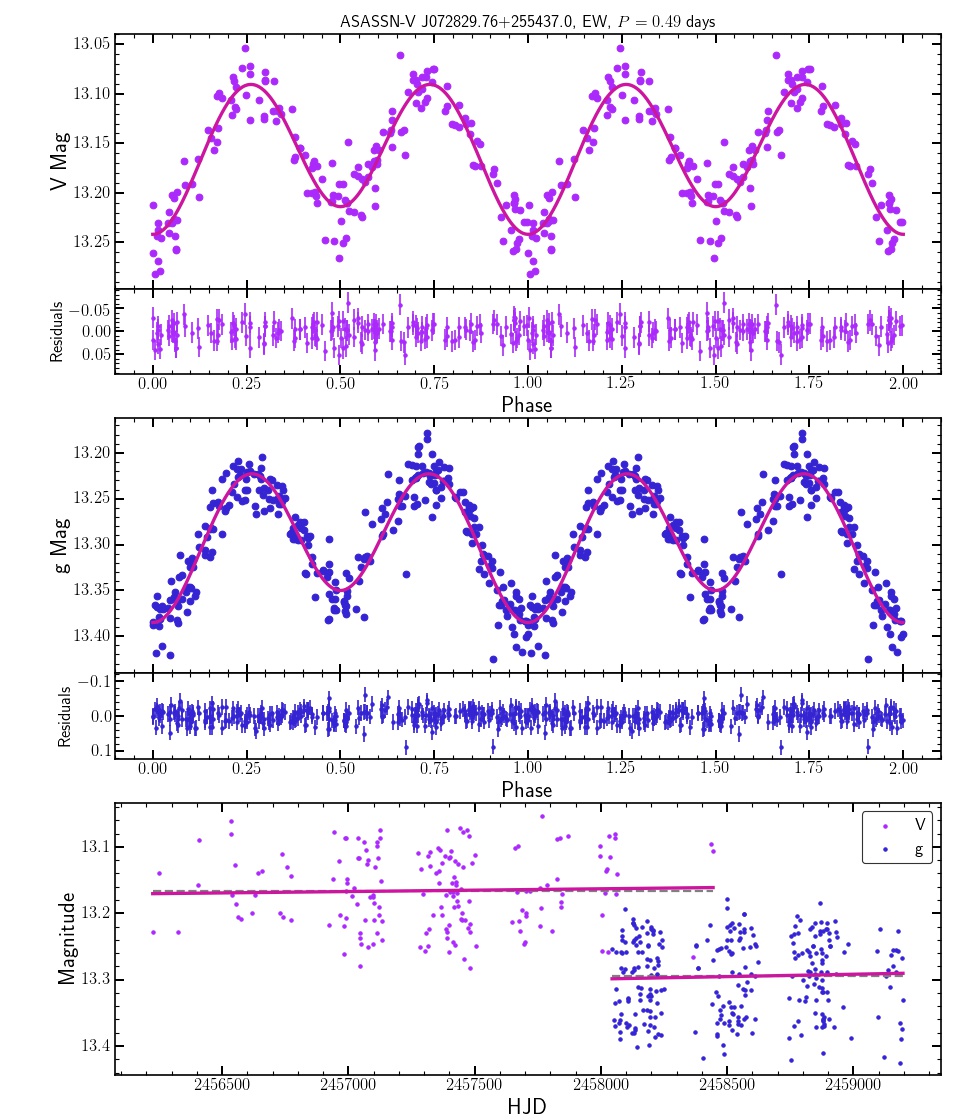 ASASSN-V J072829.76+255437.0, EW, P = 0.49 days
13.05
13.10
13.15
13.20
13.25
V Mag
−0.05
0.00
0.05
Residuals
0.00 0.25 0.50 0.75 1.00 1.25 1.50 1.75 2.00
Phase
13.20
13.25
13.30
13.35
13.40
g Mag
−0.1
0.0
0.1
Residuals
0.00 0.25 0.50 0.75 1.00 1.25 1.50 1.75 2.00
Phase
V
g
13.1
13.2
13.3
13.4
Magnitude
2456500 2457000 2457500 2458000 2458500 2459000
HJD